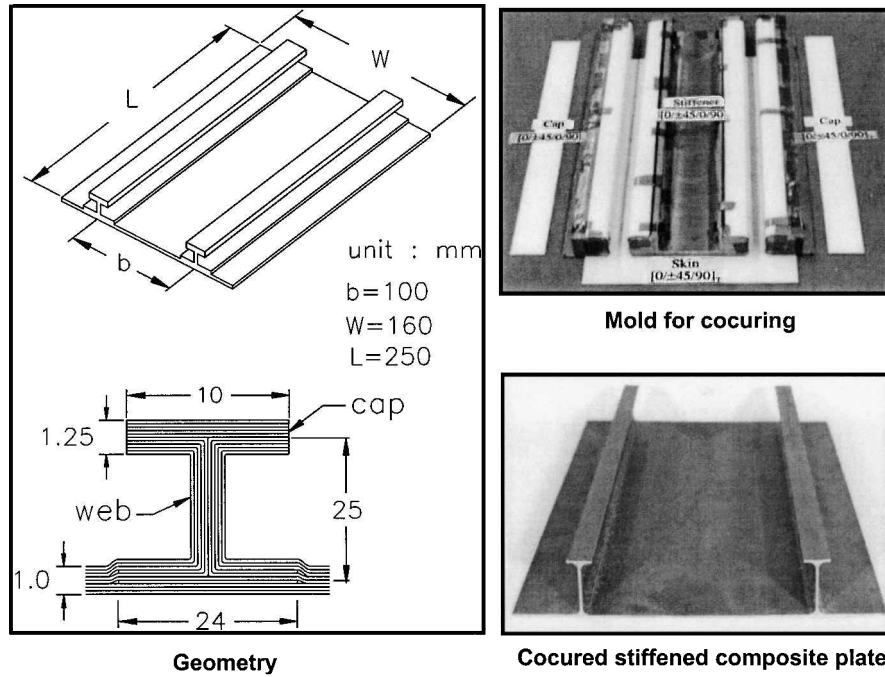 L
W
b
unit : mm
b=100
W=160
L=250
10
cap
1.25
web
25
1.0
24
Geometry
Cap
[0/±45/0/90]
Stiffener
[0/±45/0/90]
Cap
[0/±45/0/90]T
Skin
[0/±45/90]T
Mold for cocuring
Cocured stiffened composite plate